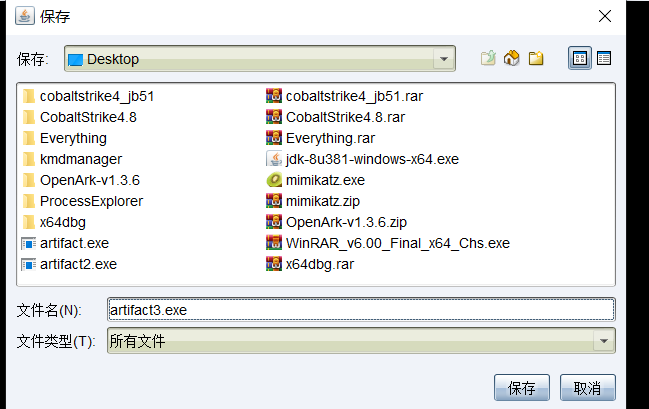 保存
保存:
Desktop
cobaltstrike4_jb51
CobaltStrike4.8
Everything
kmdmanager
OpenArk-v1.3.6
ProcessExplorer
x64dbg
artifact.exe
artifact2.exe
cobaltstrike4_jb51.rar
CobaltStrike4.8.rar
Everything.rar
jdk-8u381-windows-x64.exe
mimikatz.exe
mimikatz.zip
OpenArk-v1.3.6.zip
WinRAR_v6.00_Final_x64_Chs.exe
x64dbg.rar
文件名(N): artifact3.exe
文件类型(T): 所有文件
保存 取消